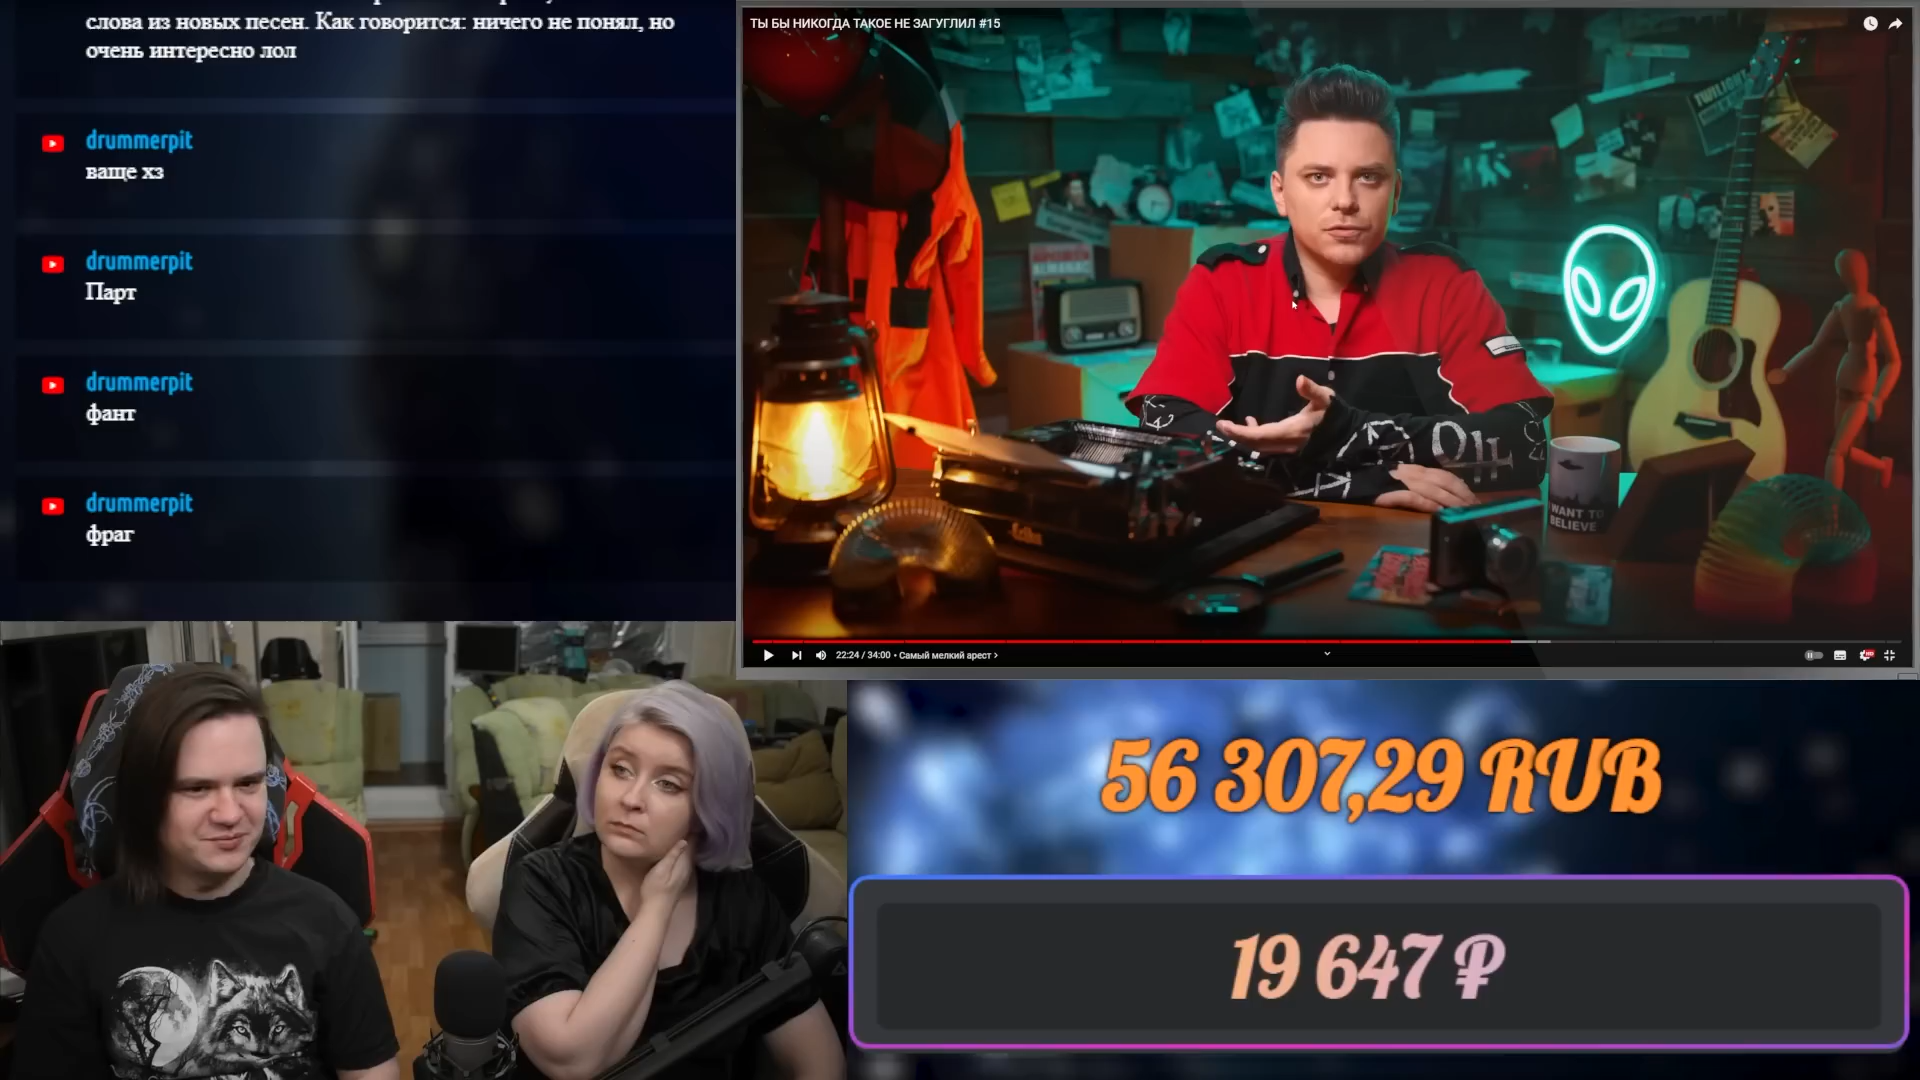 слова из новых песен. Как говорится: ничего не понял, но
очень интересно лол
drummerpit
ваще хз
drummerpit
Парт
drummerpit
фант
drummerpit
фраг
ТЫ БЫ НИКОГДА ТАКОЕ НЕ ЗАГУГЛИЛ #15
TWILIGHT
ALMANAC
WANT TO
BELIEVE
22:24 / 34:00 • Самый мелкий арест >
56 307,29 RUB
19 647 ₽